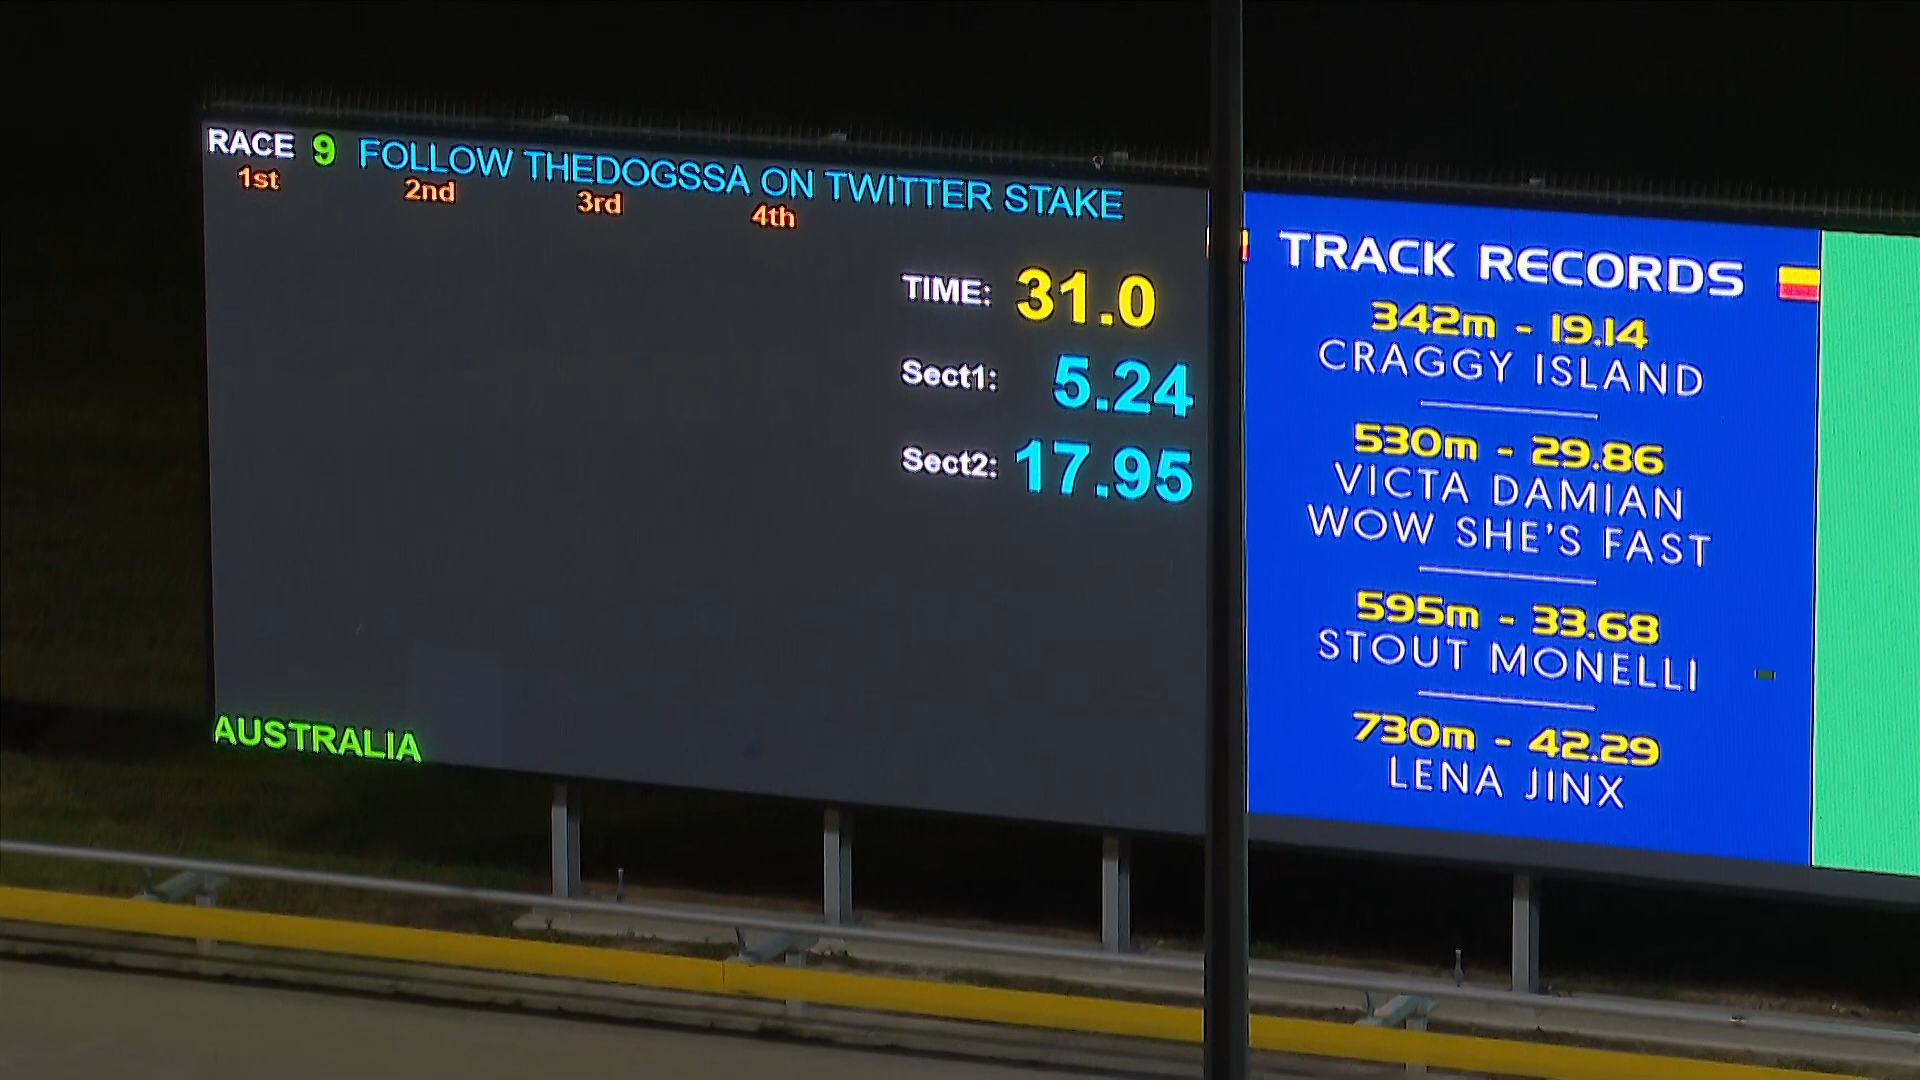 RACE 9 FOLLOW THEDOGSSA ON TWITTER STAKE
1st 2nd 3rd 4th
TIME: 31.0
Sect1: 5.24
Sect2: 17.95
AUSTRALIA
TRACK RECORDS
342m - 19.14
CRAGGY ISLAND
530m - 29.86
VICTA DAMIAN
WOW SHE'S FAST
595m - 33.68
STOUT MONELLI
730m - 42.29
LENA JINX